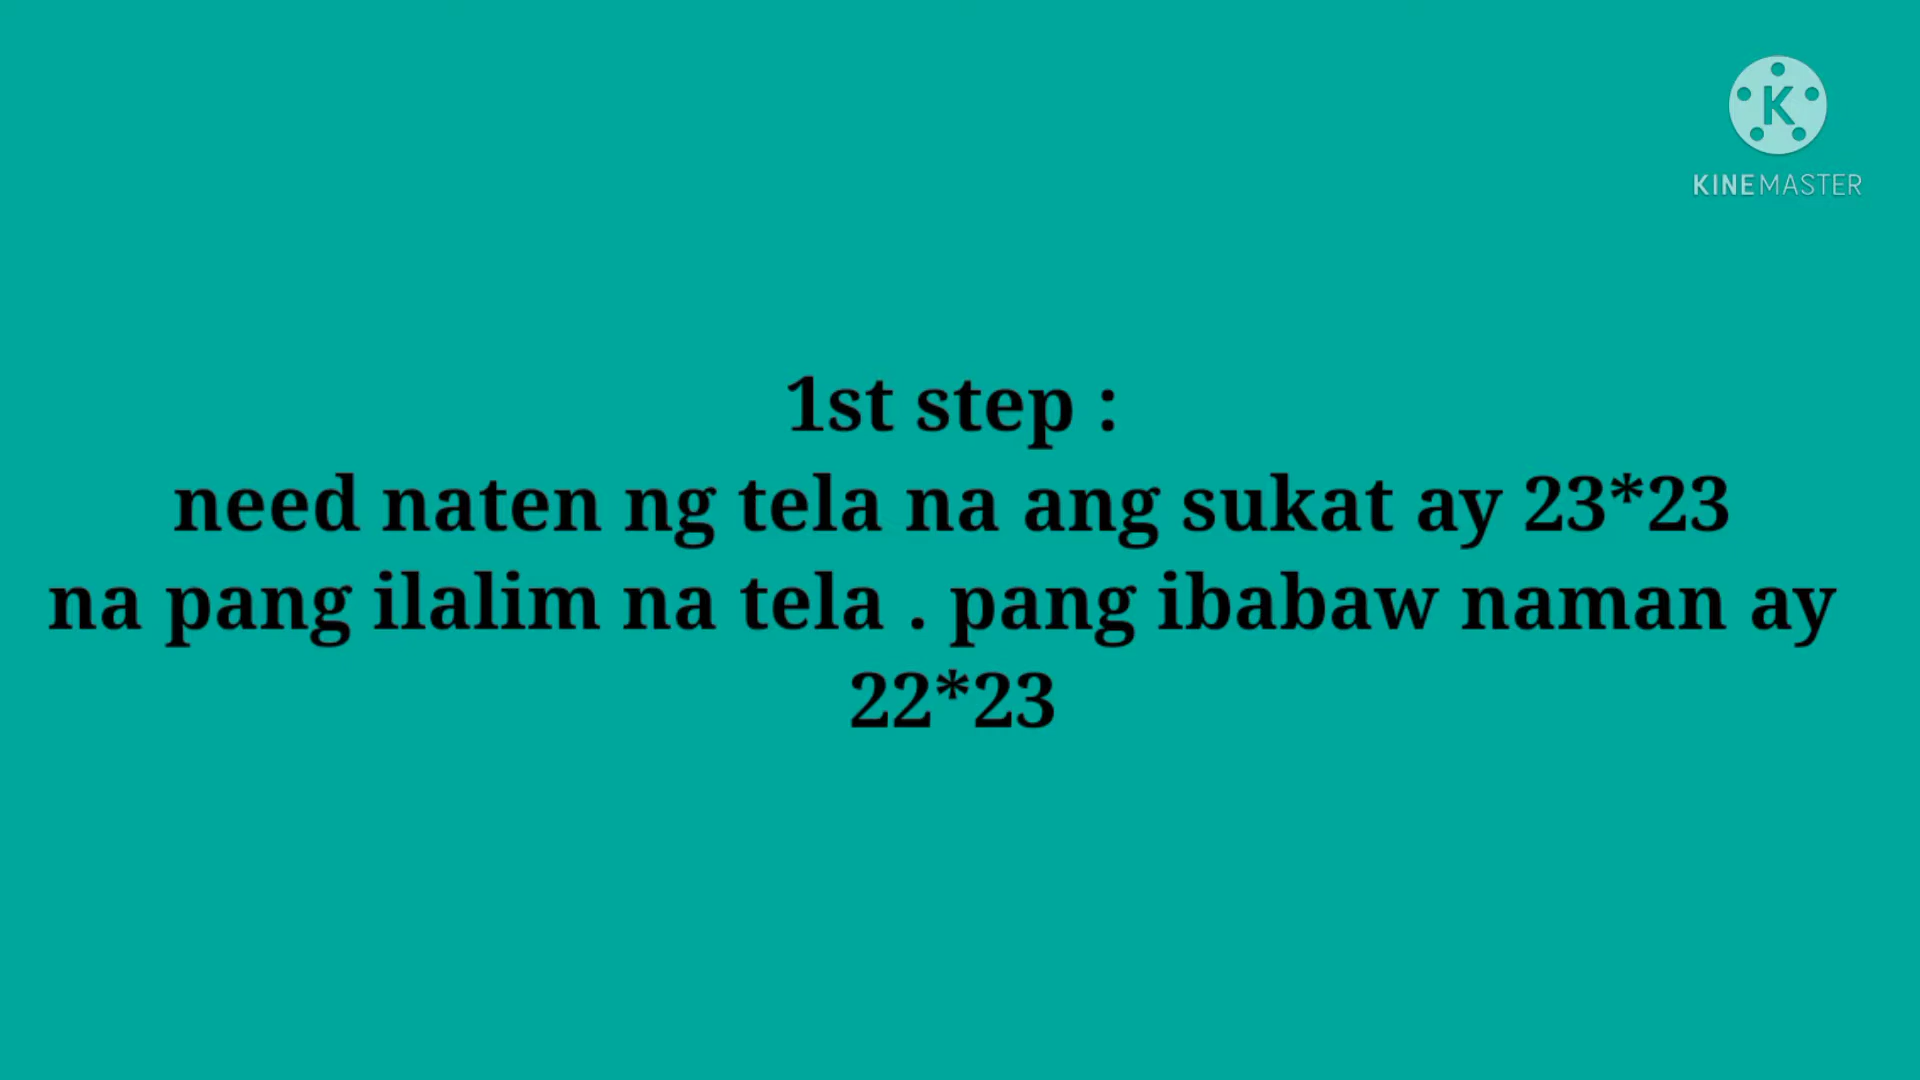 K
KINEMASTER
1st step :
need naten ng tela na ang sukat ay 23*23
na pang ilalim na tela . pang ibabaw naman ay
22*23